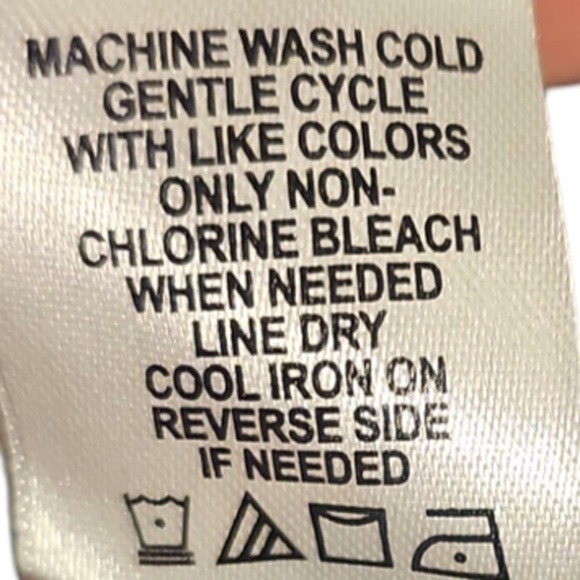 MACHINE WASH COLD
GENTLE CYCLE
WITH LIKE COLORS
ONLY NON-
CHLORINE BLEACH
WHEN NEEDED
LINE DRY
COOL IRON ON
REVERSE SIDE
IF NEEDED